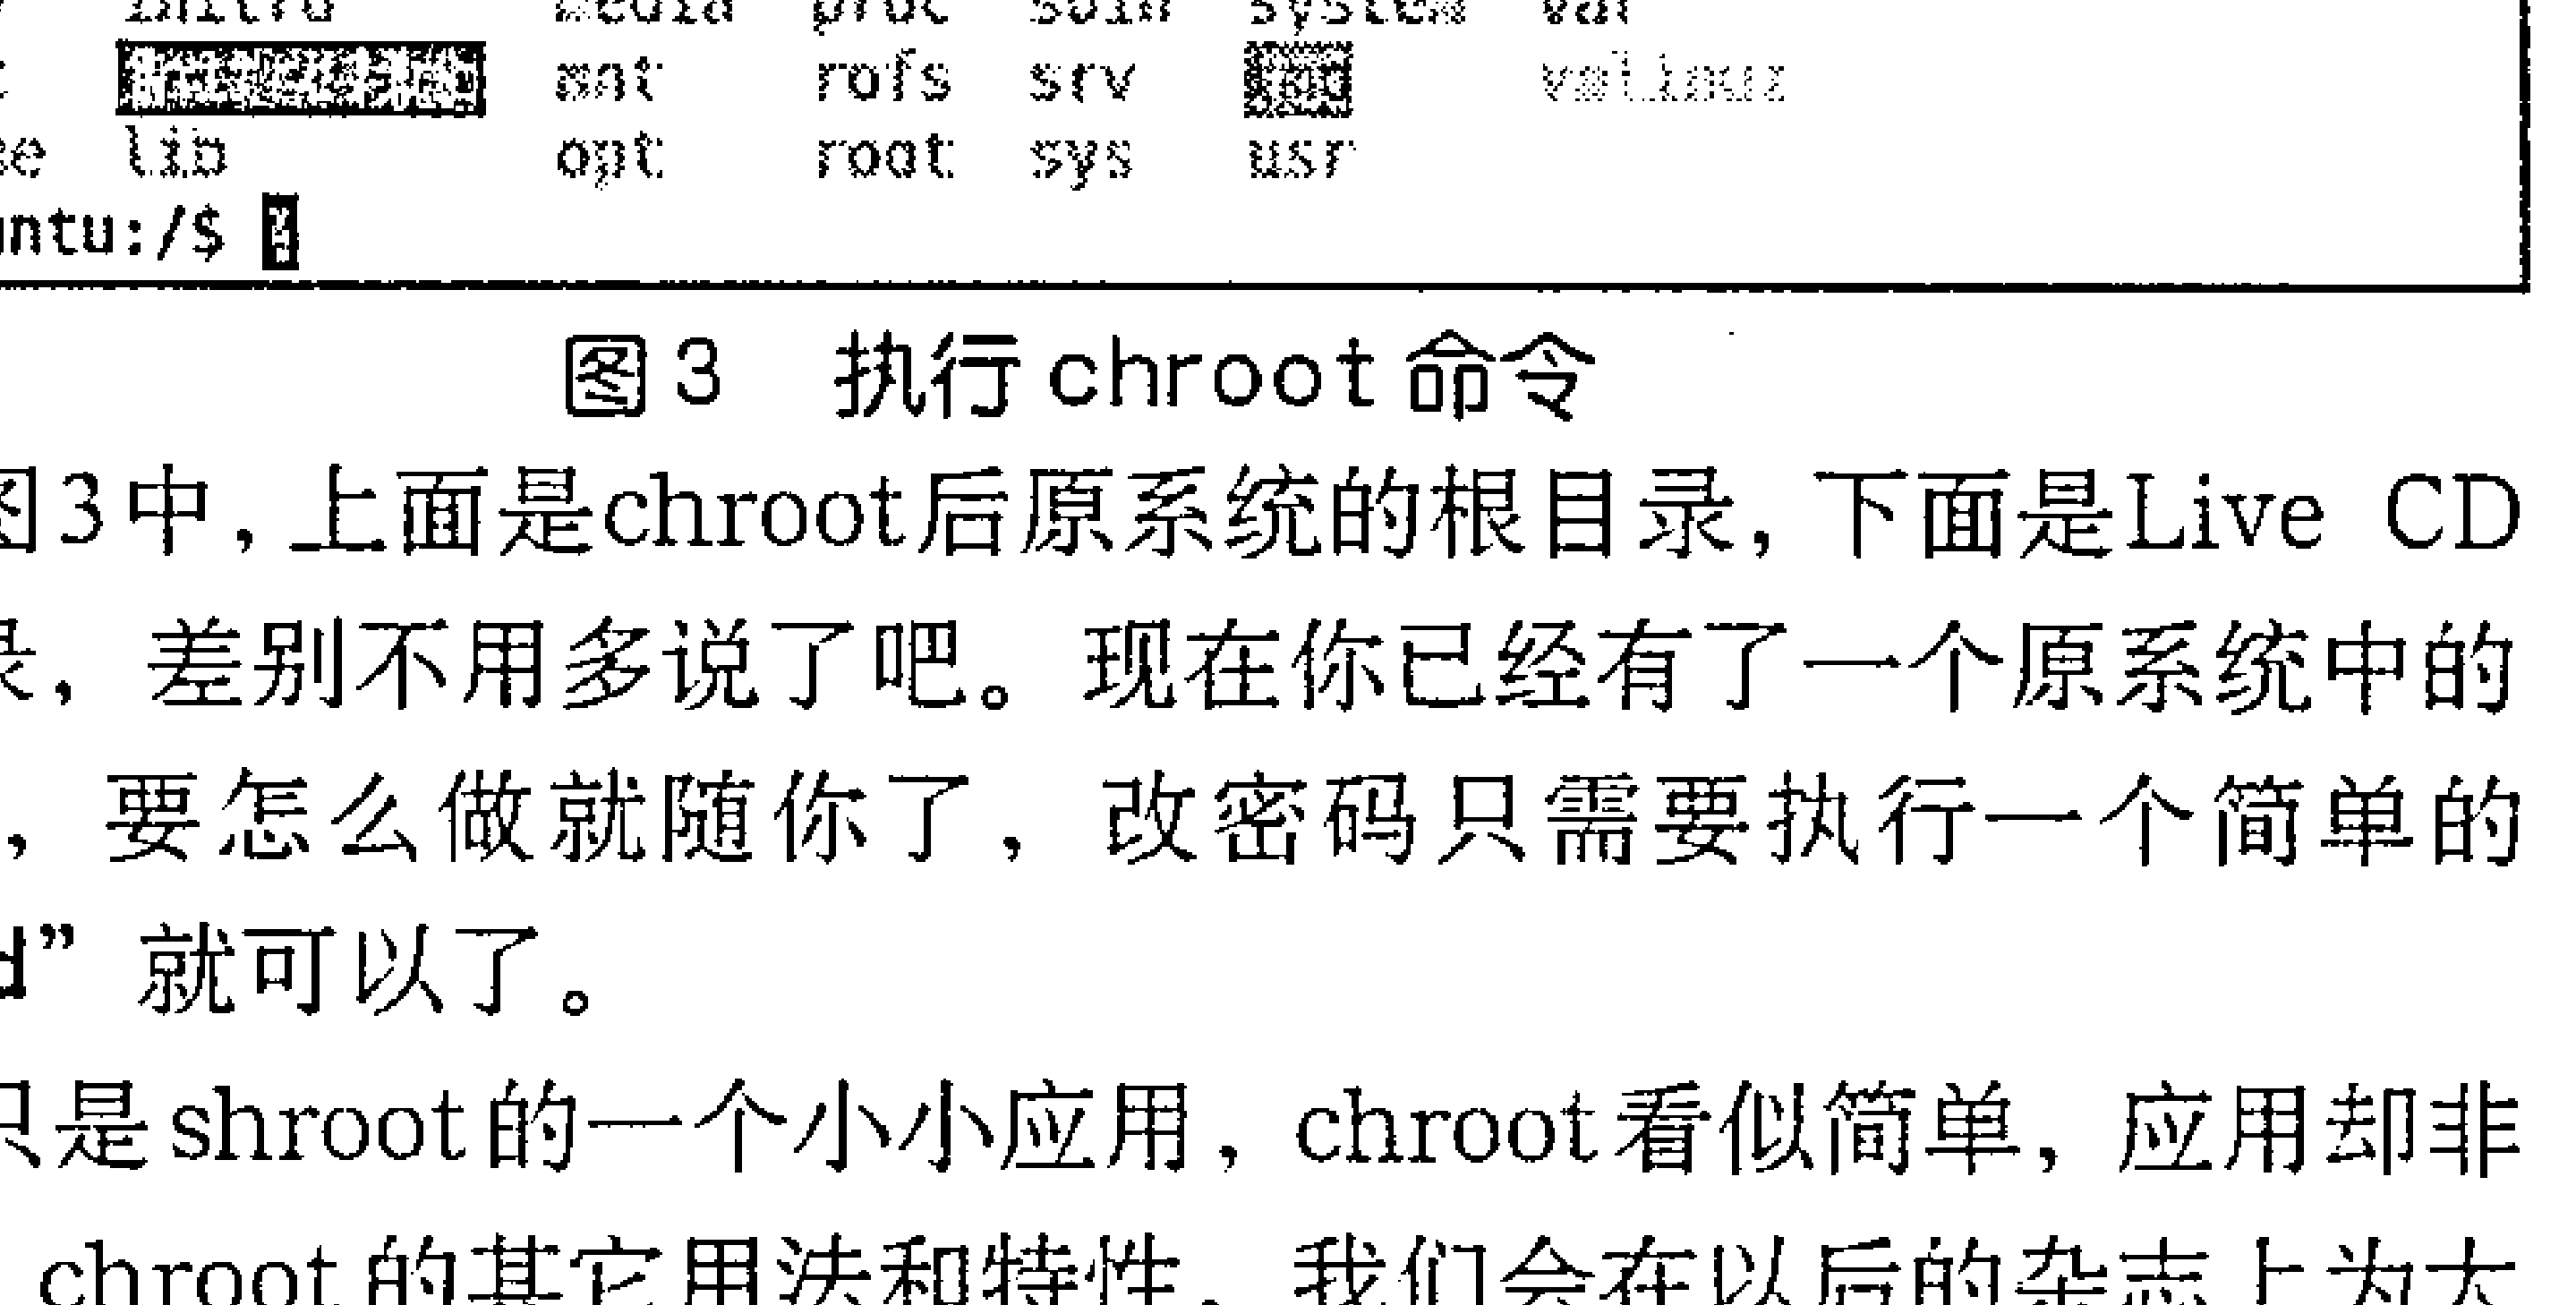 mnt rofs srv
lib opt root sys usr
untu:/$
图3 执行chroot命令
图3中，上面是chroot后原系统的根目录，下面是Live CD
录，差别不用多说了吧。现在你已经有了一个原系统中的
，要怎么做就随你了，改密码只需要执行一个简单的
d”就可以了。
只是shroot的一个小小应用，chroot看似简单，应用却非
chroot的其它用法和特性，我们会在以后的杂志上为大